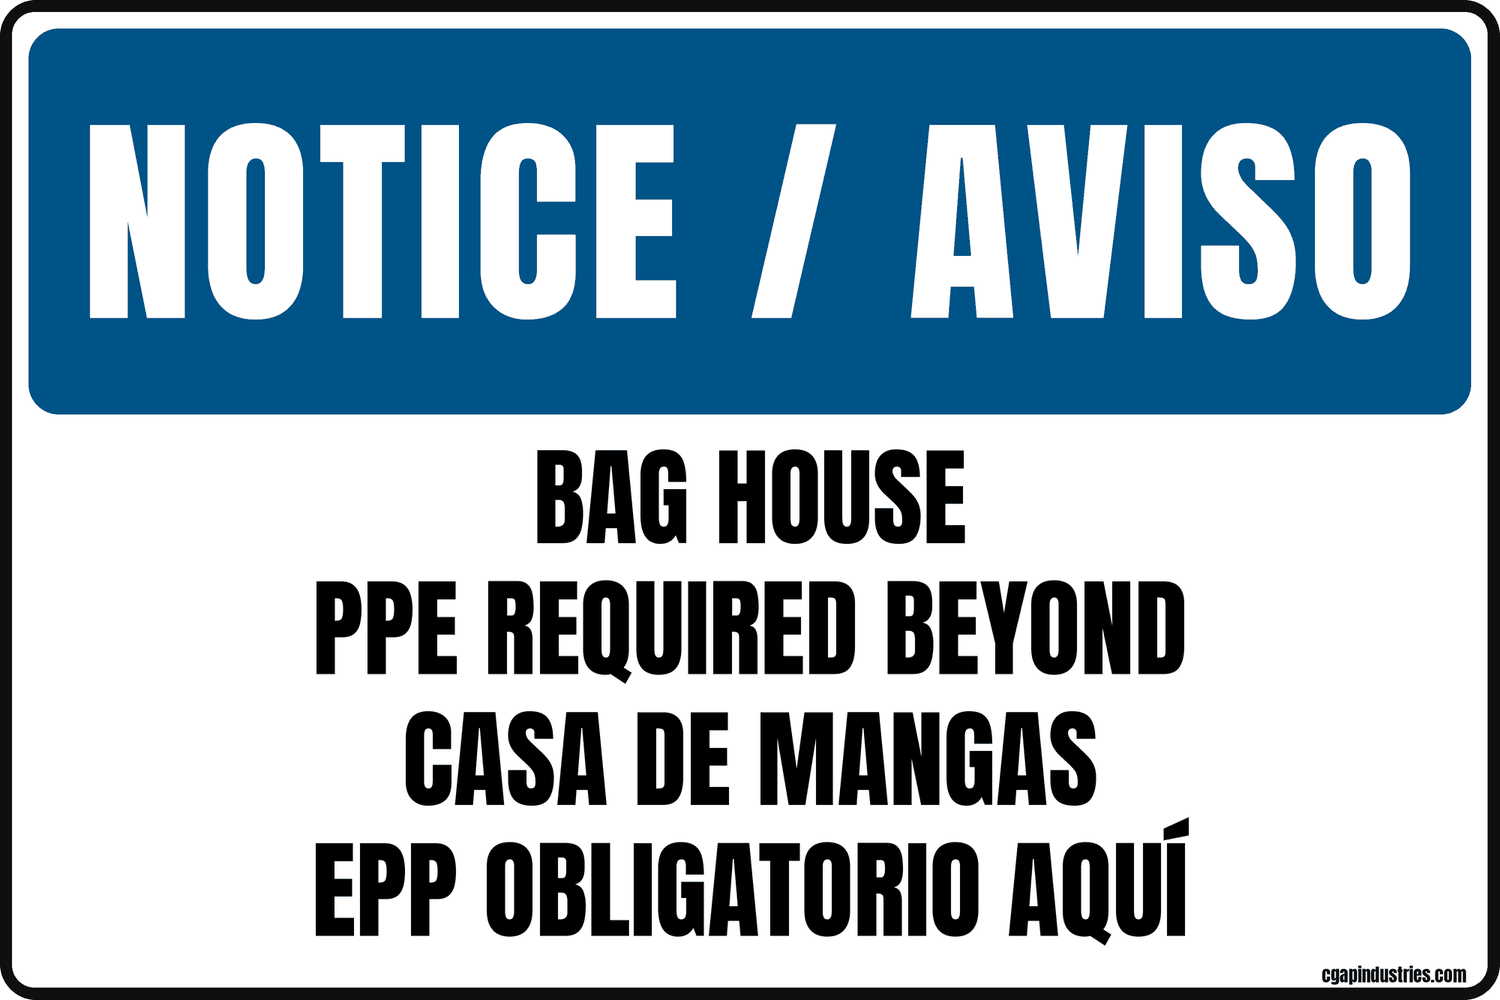 NOTICE / AVISO
BAG HOUSE
PPE REQUIRED BEYOND
CASA DE MANGAS
EPP OBLIGATORIO AQUÍ
cgapindustries.com